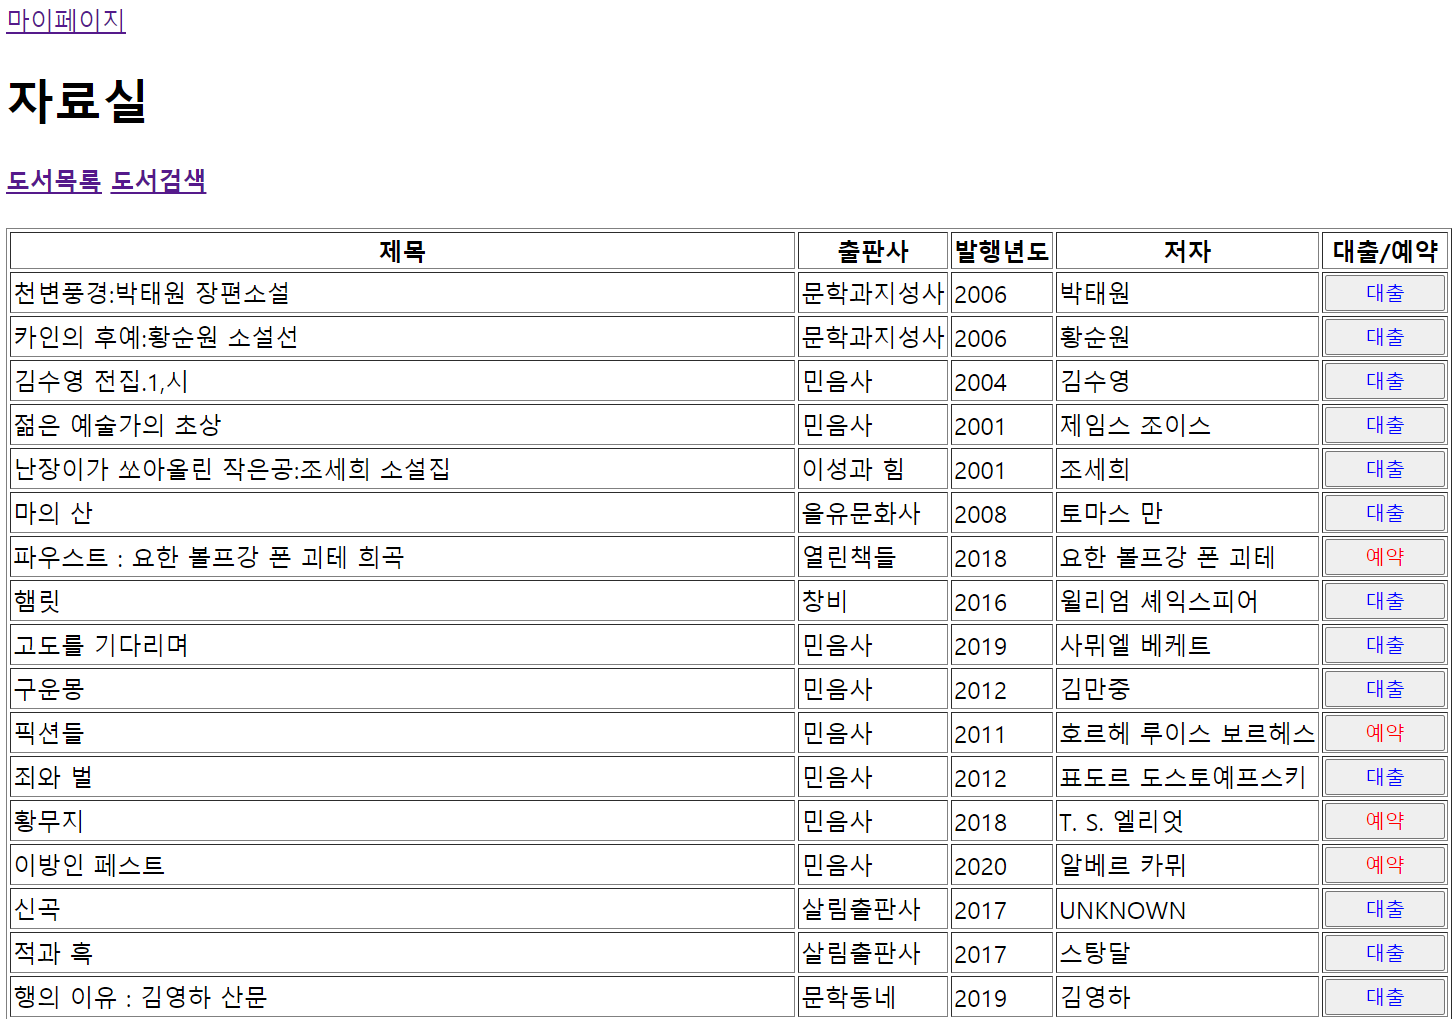 마이페이지
자료실
도서목록 도서검색
제목 출판사 발행년도 저자 대출/예약
천변풍경:박태원 장편소설 문학과지성사 2006 박태원 대출
카인의 후예:황순원 소설선 문학과지성사 2006 황순원 대출
김수영 전집.1,시 민음사 2004 김수영 대출
젊은 예술가의 초상 민음사 2001 제임스 조이스 대출
난장이가 쏘아올린 작은공:조세희 소설집 이성과 힘 2001 조세희 대출
마의 산 을유문화사 2008 토마스 만 대출
파우스트 : 요한 볼프강 폰 괴테 희곡 열린책들 2018 요한 볼프강 폰 괴테 예약
햄릿 창비 2016 윌리엄 셰익스피어 대출
고도를 기다리며 민음사 2019 사뮈엘 베케트 대출
구운몽 민음사 2012 김만중 대출
픽션들 민음사 2011 호르헤 루이스 보르헤스 예약
죄와 벌 민음사 2012 표도르 도스토예프스키 대출
황무지 민음사 2018 T. S. 엘리엇 예약
이방인 페스트 민음사 2020 알베르 카뮈 예약
신곡 살림출판사 2017 UNKNOWN 대출
적과 흑 살림출판사 2017 스탕달 대출
행의 이유 : 김영하 산문 문학동네 2019 김영하 대출